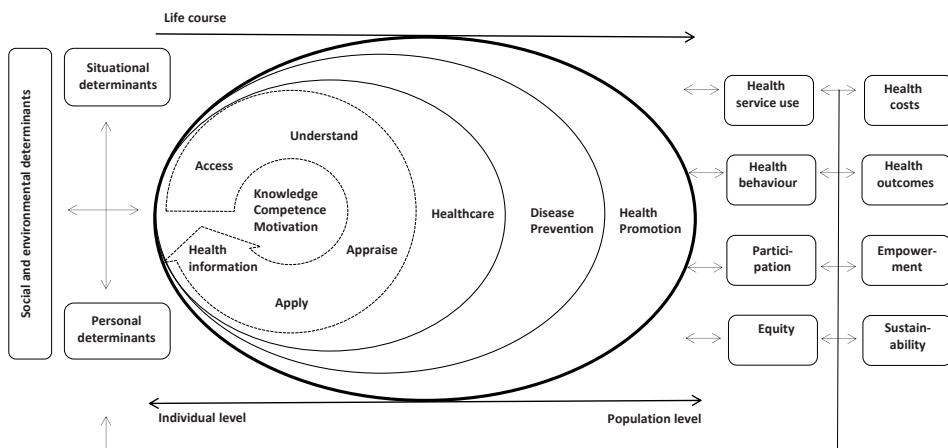 Life course
Social and environmental determinants
Situational
determinants
Personal
determinants
Access
Understand
Knowledge
Competence
Motivation
Health
information
Appraise
Apply
Healthcare
Disease
Prevention
Health
Promotion
Health
service use
Health
costs
Health
behaviour
Health
outcomes
Partici-
pation
Empower-
ment
Equity
Sustain-
ability
Individual level
Population level